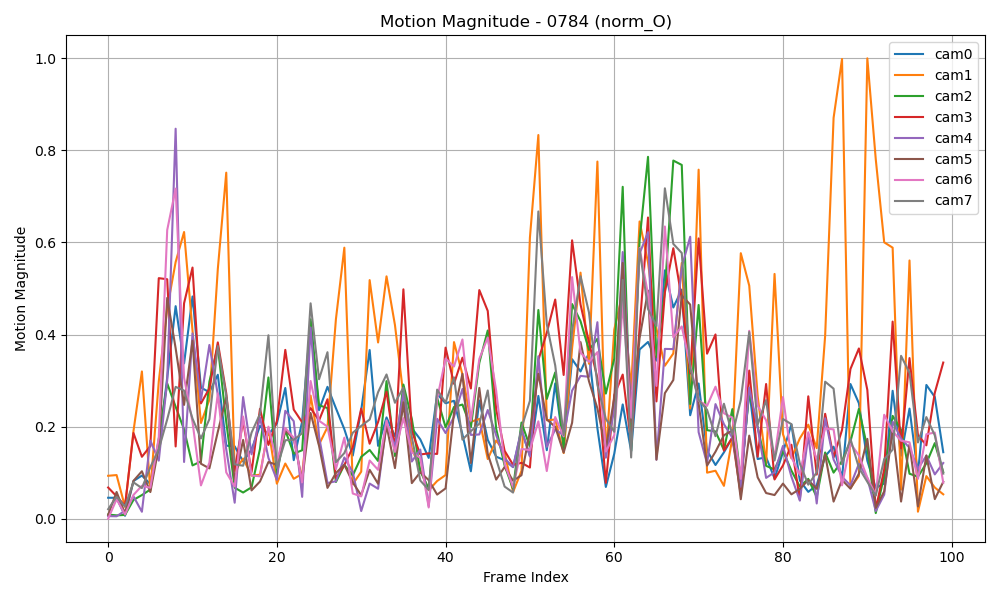 Motion Magnitude - 0784 (norm_O)
1.0
0.8
0.6
0.4
0.2
0.0
Motion Magnitude
0 20 40 60 80 100
Frame Index
cam0
cam1
cam2
cam3
cam4
cam5
cam6
cam7